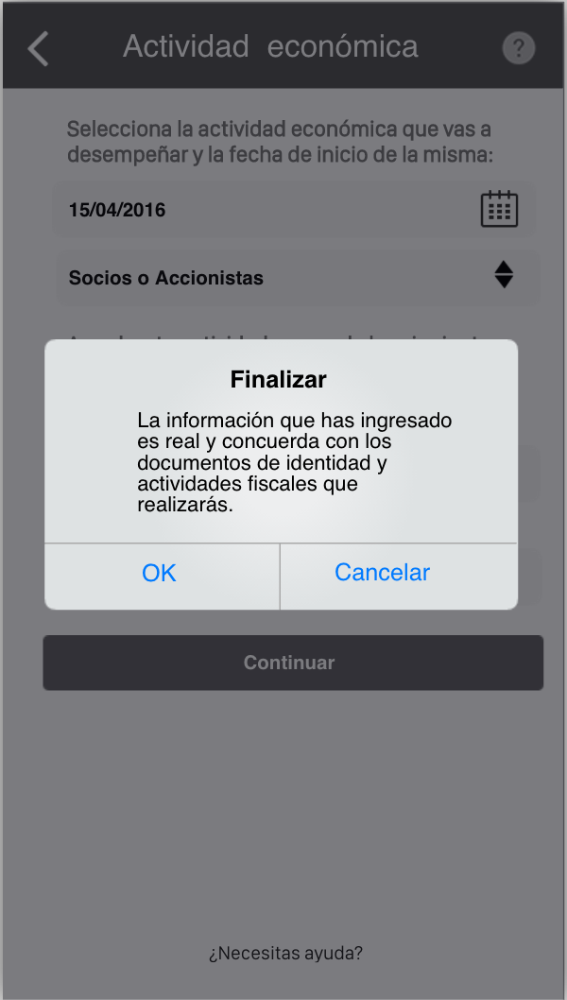 Actividad económica
?
Selecciona la actividad económica que vas a
desempeñar y la fecha de inicio de la misma:
15/04/2016
Socios o Accionistas
Finalizar
La información que has ingresado
es real y concuerda con los
documentos de identidad y
actividades fiscales que
realizarás.
OK
Cancelar
Continuar
¿Necesitas ayuda?